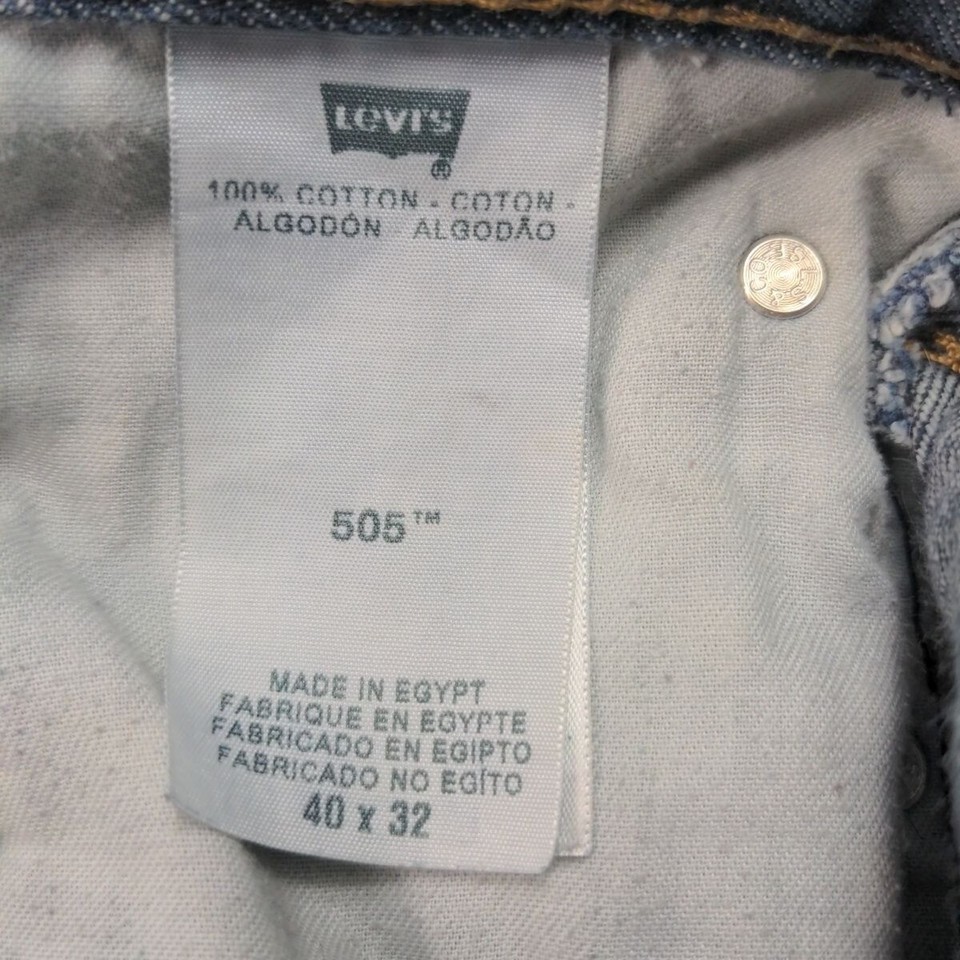 Levi's
®
100% COTTON - COTON -
ALGODÓN - ALGODÃO
505™
MADE IN EGYPT
FABRIQUE EN EGYPTE
FABRICADO EN EGIPTO
FABRICADO NO EGÍTO
40 x 32